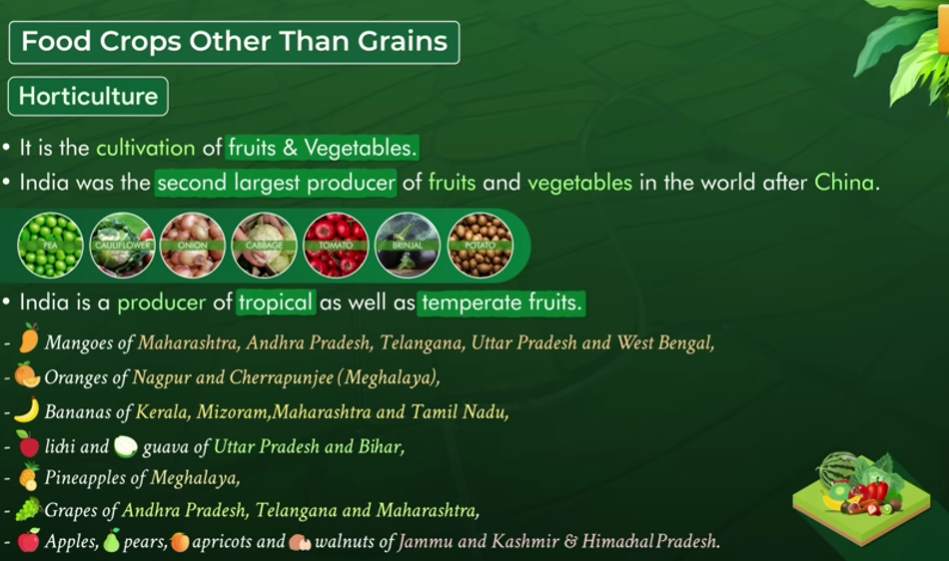 Food Crops Other Than Grains
Horticulture
• It is the cultivation of fruits & Vegetables.
• India was the second largest producer of fruits and vegetables in the world after China.
PEA CAULIFLOWER ONION CABBAGE TOMATO BRINJAL POTATO
• India is a producer of tropical as well as temperate fruits.
- Mangoes of Maharashtra, Andhra Pradesh, Telangana, Uttar Pradesh and West Bengal,
- Oranges of Nagpur and Cherrapunjee (Meghalaya),
- Bananas of Kerala, Mizoram,Maharashtra and Tamil Nadu,
- lichi and guava of Uttar Pradesh and Bihar,
- Pineapples of Meghalaya,
- Grapes of Andhra Pradesh, Telangana and Maharashtra,
- Apples, pears, apricots and walnuts of Jammu and Kashmir & Himachal Pradesh.